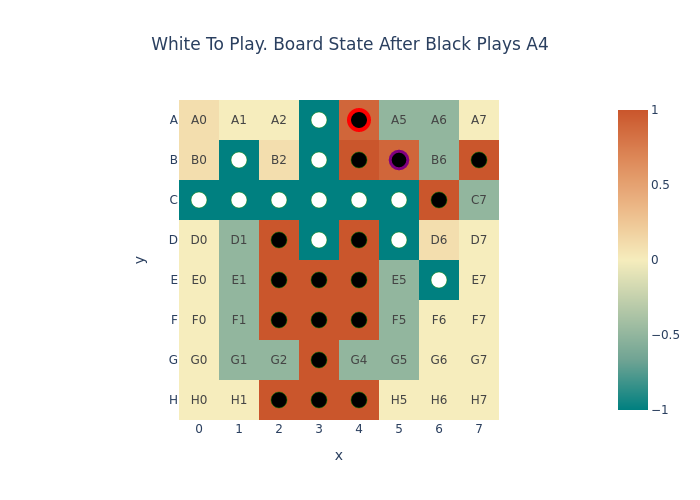 White To Play. Board State After Black Plays A4
A A0 A1 A2 A5 A6 A7
B B0 B2 B6
C C7
D D0 D1 D6 D7
E E0 E1 E5 E7
F F0 F1 F5 F6 F7
G G0 G1 G2 G4 G5 G6 G7
H H0 H1 H5 H6 H7
0 1 2 3 4 5 6 7
x
y
1
0.5
0
−0.5
−1